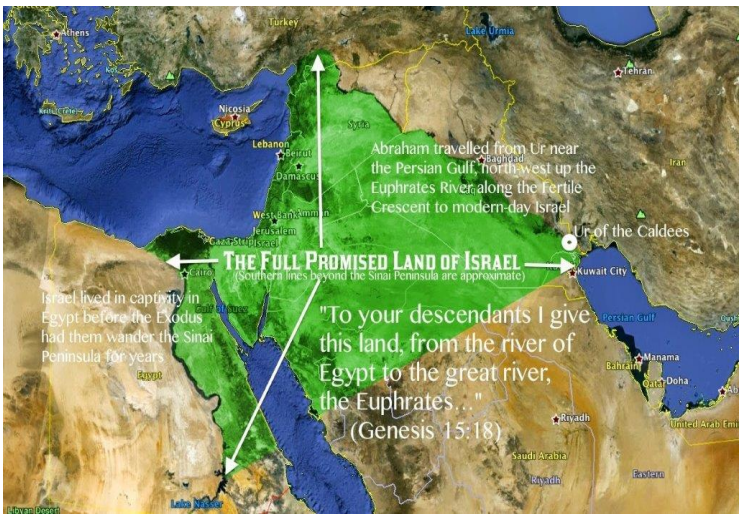 Athens
Turkey
Lake Urmia
Tehran
Nicosia
Cyprus
Syria
Lebanon
Beirut
Damascus
Baghdad
Iran
Abraham travelled from Ur near
the Persian Gulf, north-west up the
Euphrates River along the Fertile
Crescent to modern-day Israel
West Bank Amman
Jerusalem
Gaza Strip Israel
Ur of the Caldees
THE FULL PROMISED LAND OF ISRAEL
(Southern lines beyond the Sinai Peninsula are approximate)
Cairo
Kuwait City
Israel lived in captivity in
Egypt before the Exodus
had them wander the Sinai
Peninsula for years
Gulf of Suez
"To your descendants I give
this land, from the river of
Egypt to the great river,
the Euphrates..."
(Genesis 15:18)
Persian Gulf
Egypt
Manama
Bahrain
Qatar Doha
Riyadh
United Arab Emi
Saudi Arabia
Riyadh
Eastern
Lake Nasser
Libyan Desert